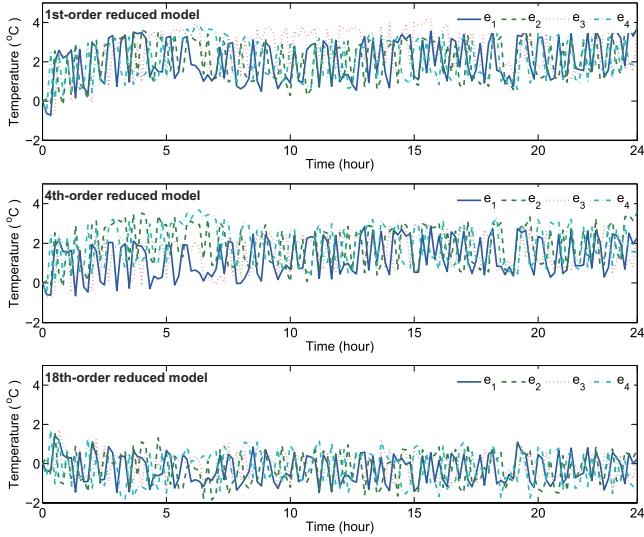 1st-order reduced model
e1 e2 e3 e4
Temperature (°C)
4
2
0
−2
0 5 10 15 20 24
Time (hour)
4th-order reduced model
e1 e2 e3 e4
Temperature (°C)
4
2
0
−2
0 5 10 15 20 24
Time (hour)
18th-order reduced model
e1 e2 e3 e4
Temperature (°C)
4
2
0
−2
0 5 10 15 20 24
Time (hour)